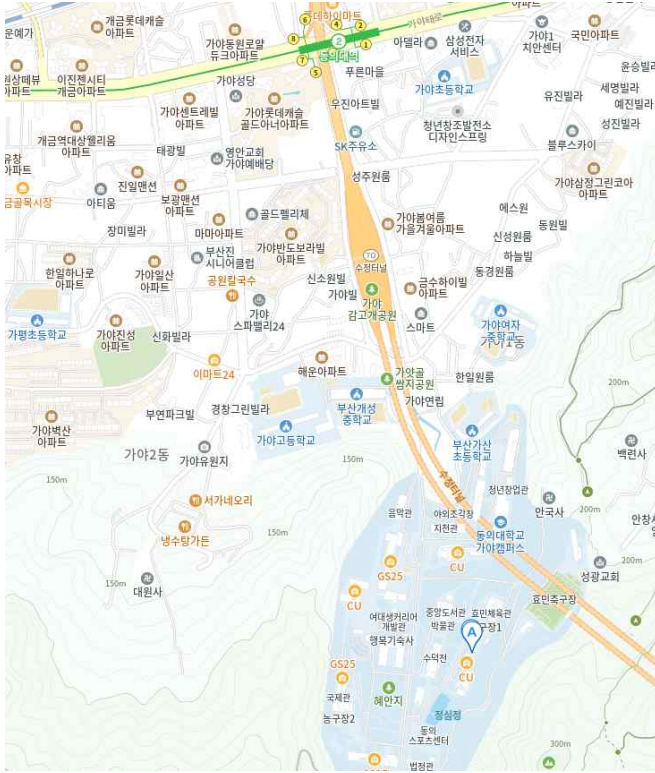 개금롯데캐슬
아파트
롯데하이마트
가야대로
가야동원로얄
듀크아파트
6
4
2
8
2
1
7
5
동의대역
아델라
삼성전자
서비스
가야1
치안센터
국민아파트
아파트
이진젠시티
개금아파트
가야성당
푸르마을
가야초등학교
윤승빌라
세명빌라
예진빌라
유진빌라
가야센트레빌
아파트
가야롯데캐슬
골드아너아파트
우진아트빌
청년창조발전소
디자인스프링
성진빌라
개금역대상웰리움
아파트
태광빌
영안교회
가야예배당
SK주유소
블루스카이
유창
아파트
성주원룸
가야삼정그린코아
아파트
진일맨션
아티움
보광맨션
아파트
에스원
장미빌라
마마아파트
골드펠리체
가야봄여름
가을겨울아파트
동원빌
신성원룸
부산진
시니어클럽
가야반도보라빌
아파트
하늘빌
동경원룸
한일하나로
아파트
가야일산
아파트
수정터널
신소원빌
금수하이빌
아파트
공원칼국수
가야
스파밸리24
가야빌
가야
감고개공원
스마트
가야여자
중학교
가야1동
가평초등학교
가야진성
아파트
신화빌라
이마트24
해운아파트
가얏골
쌈지공원
한일원룸
200m
가야벽산
아파트
부연파크빌
경창그린빌라
부산개성
중학교
가야연립
가야고등학교
부산가산
초등학교
가야2동
가야유원지
150m
백련사
200m
150m
수정터널
청년창업관
서가네오리
음악관
야외조각장
안국사
지천관
동의대학교
가야캠퍼스
냉수탕가든
150m
GS25
CU
성광교회
200m
150m
대원사
CU
효민축구장
여대생커리어
개발관
중앙도서관
박물관
효민체육관
행복기숙사
A
수덕전
CU
GS25
국제관
혜안지
정심정
농구장2
동의
스포츠센터
300m
법정관